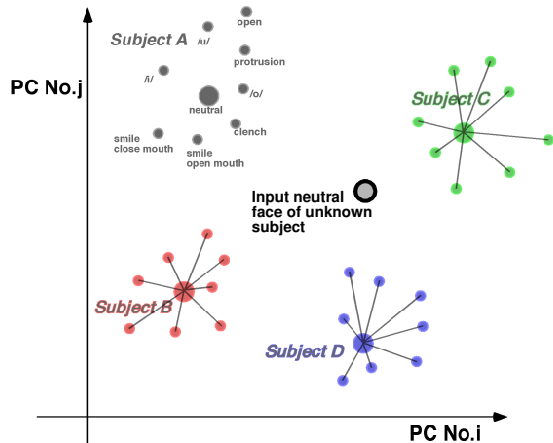 open
Subject A
/u/
PC No.j
protrusion
/i/
/o/
neutral
clench
smile
close mouth
smile
open mouth
Subject C
Input neutral
face of unknown
subject
Subject B
Subject D
PC No.i